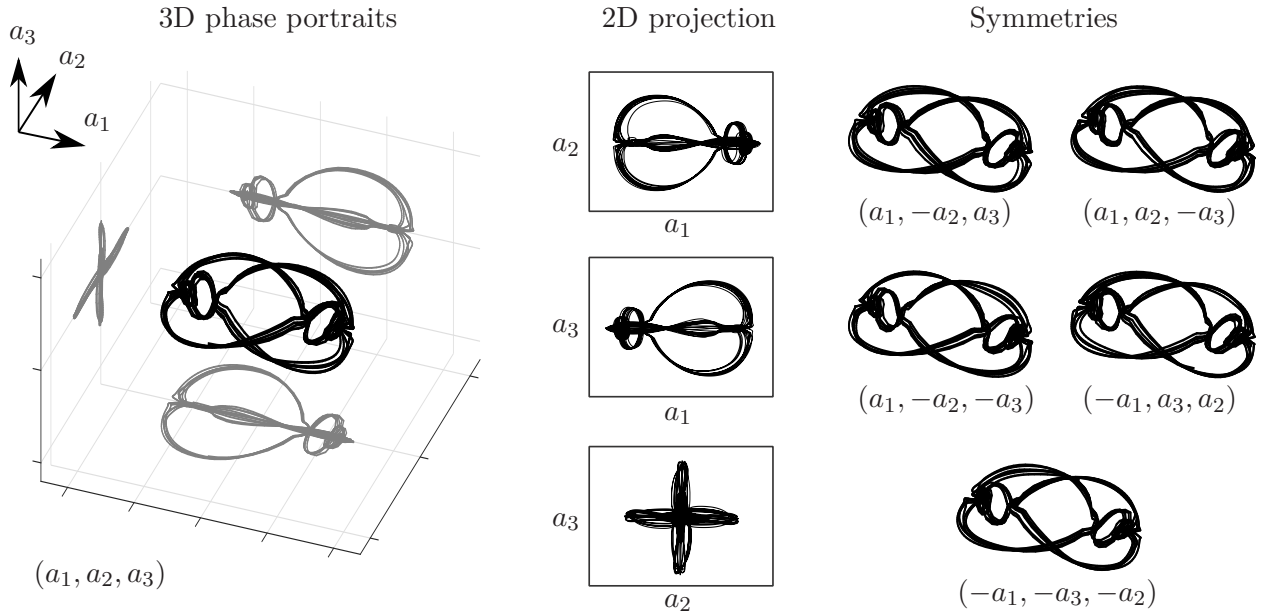 3D phase portraits
2D projection
Symmetries
a₃
a₂
a₁
(a₁, a₂, a₃)
a₂
a₁
a₃
a₁
a₃
a₂
(a₁, −a₂, a₃)
(a₁, a₂, −a₃)
(a₁, −a₂, −a₃)
(−a₁, a₃, a₂)
(−a₁, −a₃, −a₂)